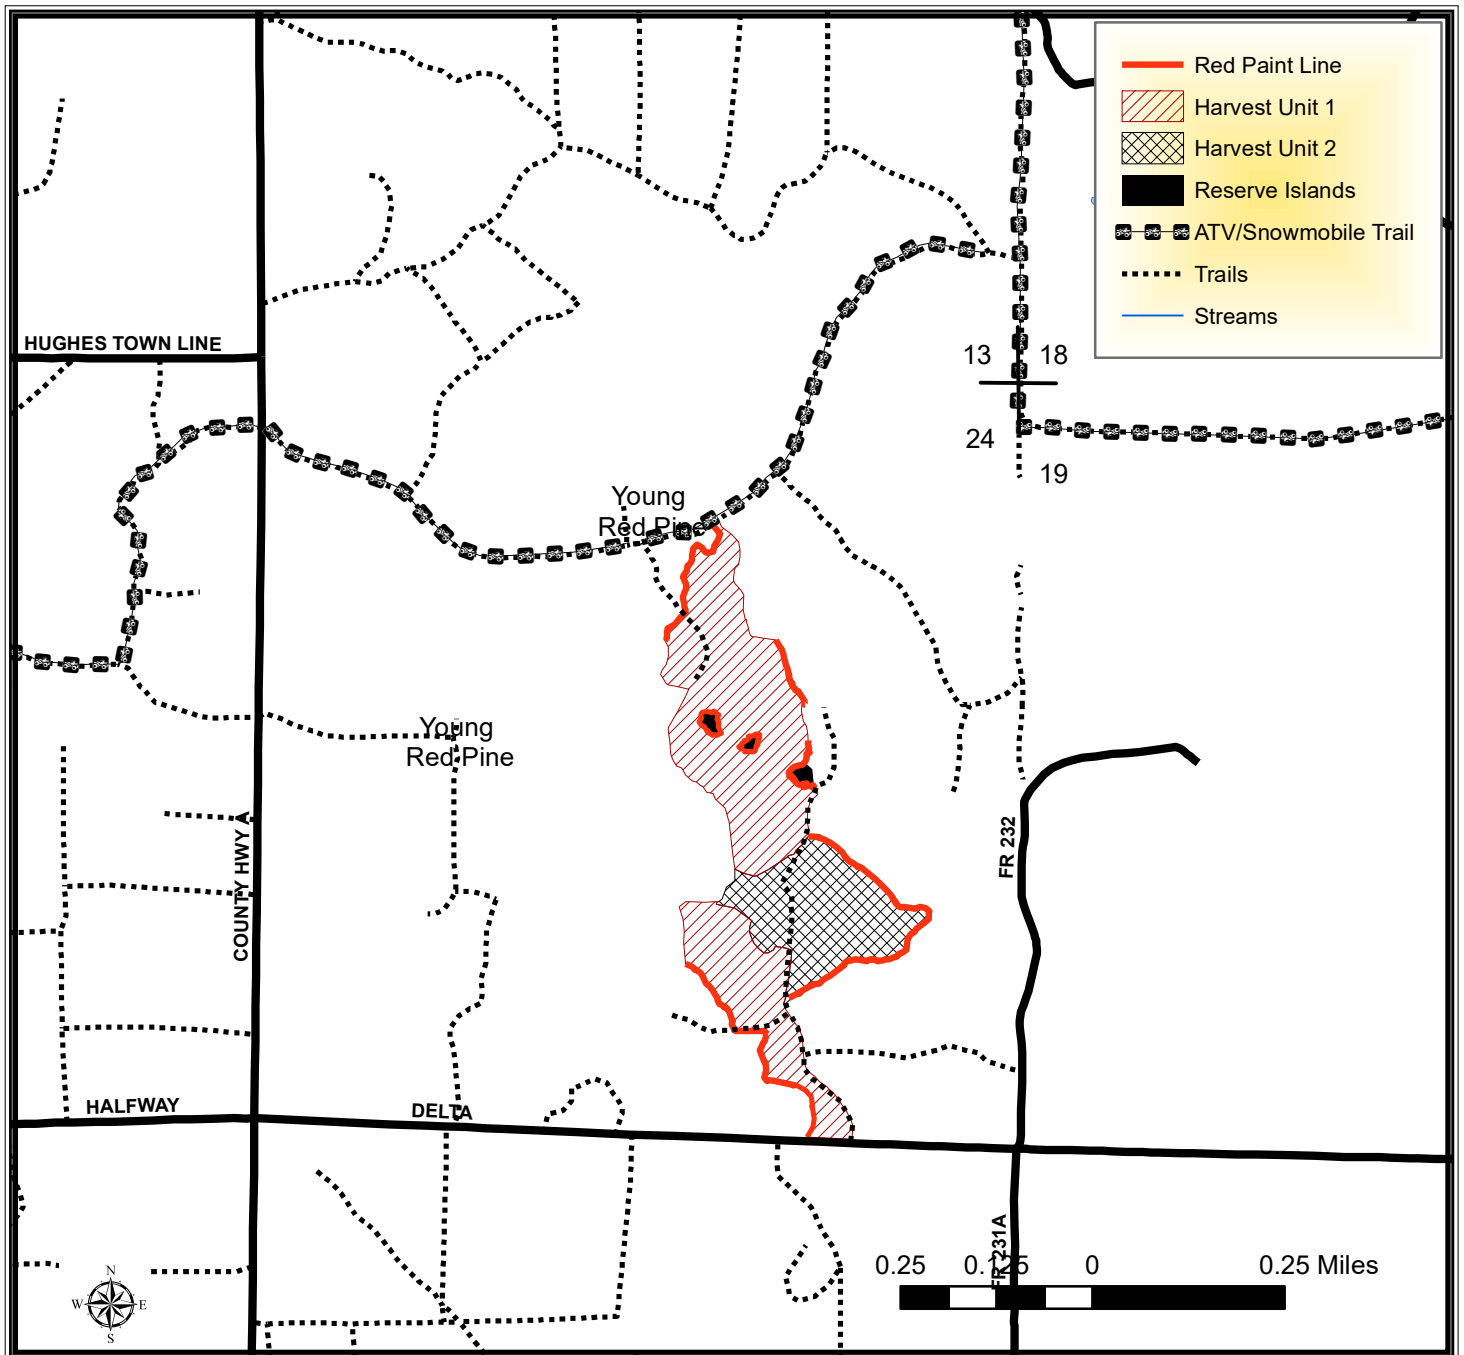 Red Paint Line
Harvest Unit 1
Harvest Unit 2
Reserve Islands
ATV/Snowmobile Trail
Trails
Streams
HUGHES TOWN LINE
13 18
24
19
Young
Red Pine
Young
Red Pine
COUNTY HWY A
FR 232
HALFWAY
DELTA
FR 231A
0.25 0.125 0 0.25 Miles
N
W E
S